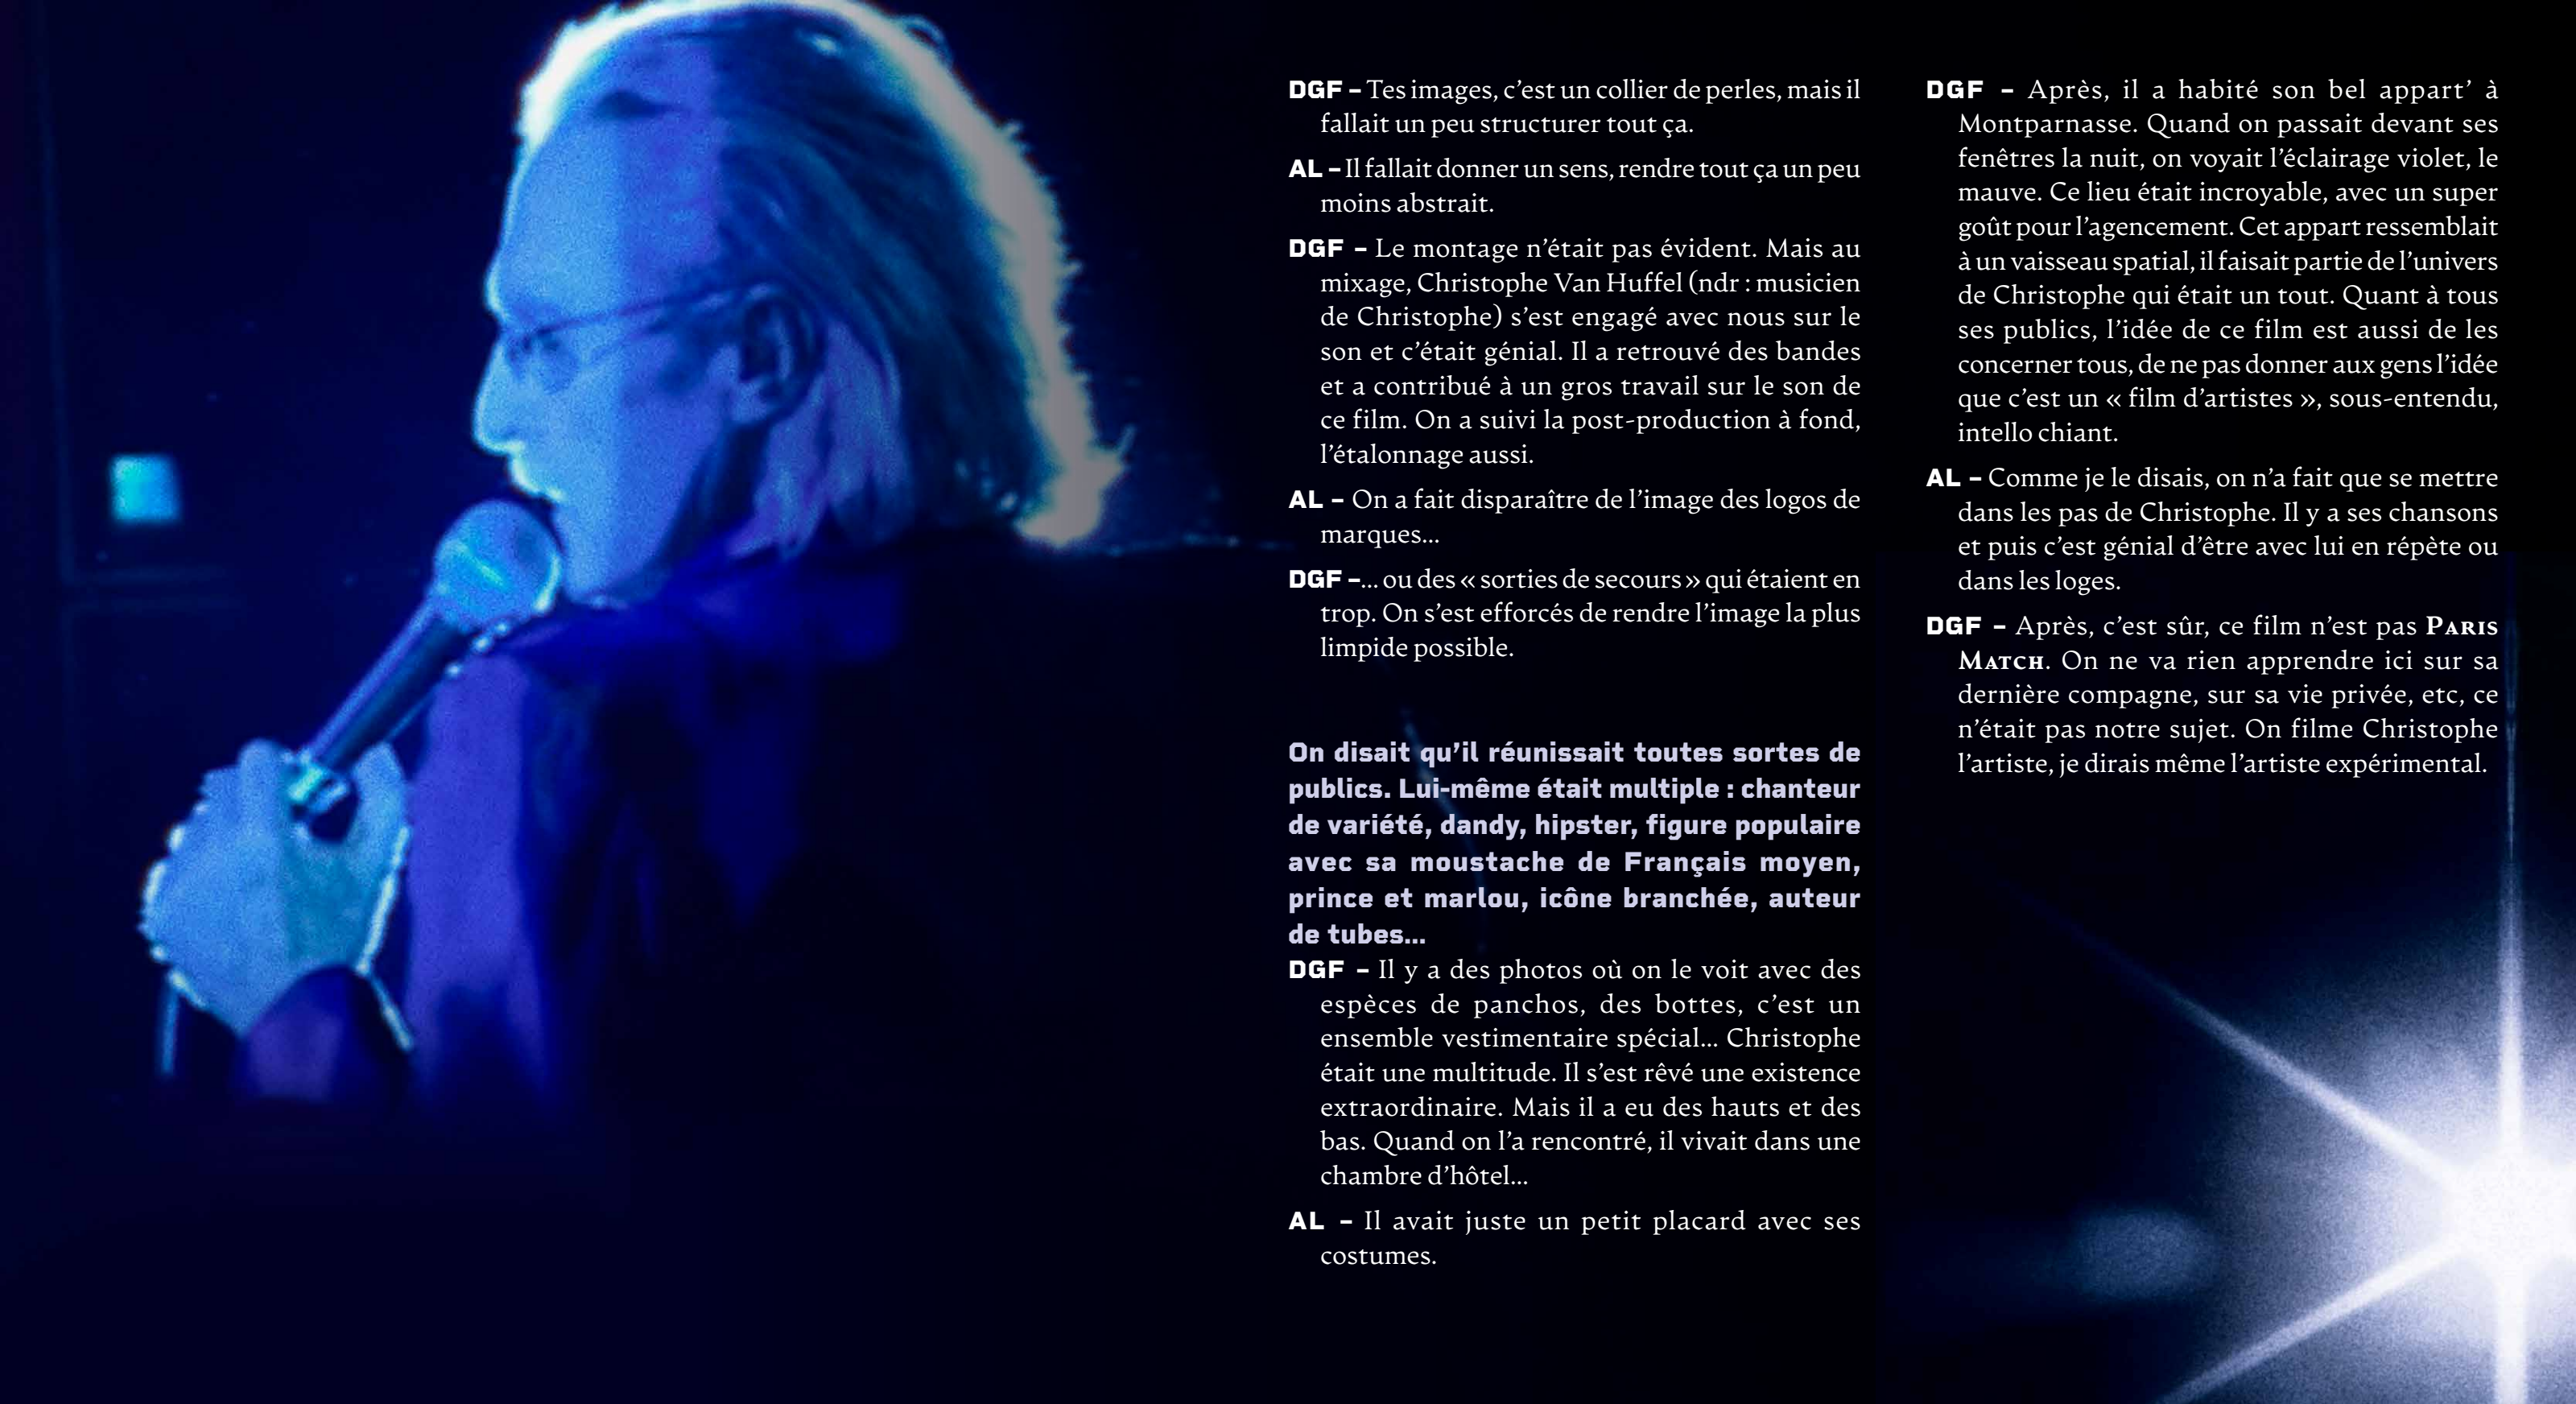 DGF – Tes images, c’est un collier de perles, mais il
fallait un peu structurer tout ça.
AL – Il fallait donner un sens, rendre tout ça un peu
moins abstrait.
DGF – Le montage n’était pas évident. Mais au
mixage, Christophe Van Huffel (ndr : musicien
de Christophe) s’est engagé avec nous sur le
son et c’était génial. Il a retrouvé des bandes
et a contribué à un gros travail sur le son de
ce film. On a suivi la post-production à fond,
l’étalonnage aussi.
AL – On a fait disparaître de l’image des logos de
marques...
DGF –... ou des « sorties de secours » qui étaient en
trop. On s’est efforcés de rendre l’image la plus
limpide possible.
On disait qu’il réunissait toutes sortes de
publics. Lui-même était multiple : chanteur
de variété, dandy, hipster, figure populaire
avec sa moustache de Français moyen,
prince et marlou, icône branchée, auteur
de tubes...
DGF – Il y a des photos où on le voit avec des
espèces de panchos, des bottes, c’est un
ensemble vestimentaire spécial... Christophe
était une multitude. Il s’est rêvé une existence
extraordinaire. Mais il a eu des hauts et des
bas. Quand on l’a rencontré, il vivait dans une
chambre d’hôtel...
AL – Il avait juste un petit placard avec ses
costumes.
DGF – Après, il a habité son bel appart’ à
Montparnasse. Quand on passait devant ses
fenêtres la nuit, on voyait l’éclairage violet, le
mauve. Ce lieu était incroyable, avec un super
goût pour l’agencement. Cet appart ressemblait
à un vaisseau spatial, il faisait partie de l’univers
de Christophe qui était un tout. Quant à tous
ses publics, l’idée de ce film est aussi de les
concerner tous, de ne pas donner aux gens l’idée
que c’est un « film d’artistes », sous-entendu,
intello chiant.
AL – Comme je le disais, on n’a fait que se mettre
dans les pas de Christophe. Il y a ses chansons
et puis c’est génial d’être avec lui en répète ou
dans les loges.
DGF – Après, c’est sûr, ce film n’est pas PARIS
MATCH. On ne va rien apprendre ici sur sa
dernière compagne, sur sa vie privée, etc, ce
n’était pas notre sujet. On filme Christophe
l’artiste, je dirais même l’artiste expérimental.